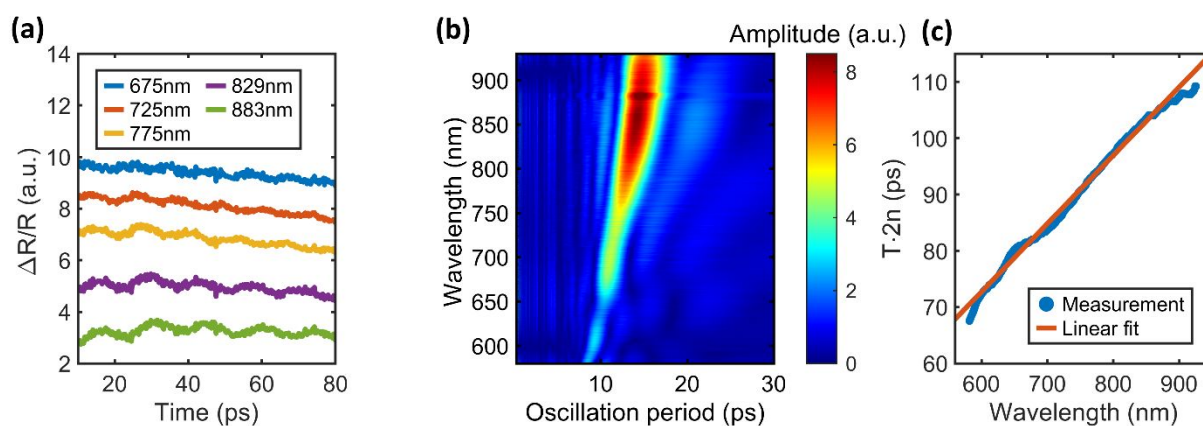 (a)
14
12
10
8
6
4
2
ΔR/R (a.u.)
675nm
829nm
725nm
883nm
775nm
20
40
60
80
Time (ps)
(b)
Amplitude (a.u.)
900
850
800
750
700
650
600
Wavelength (nm)
10
20
30
Oscillation period (ps)
8
6
4
2
0
(c)
110
100
90
80
70
60
T·2n (ps)
Measurement
Linear fit
600
700
800
900
Wavelength (nm)